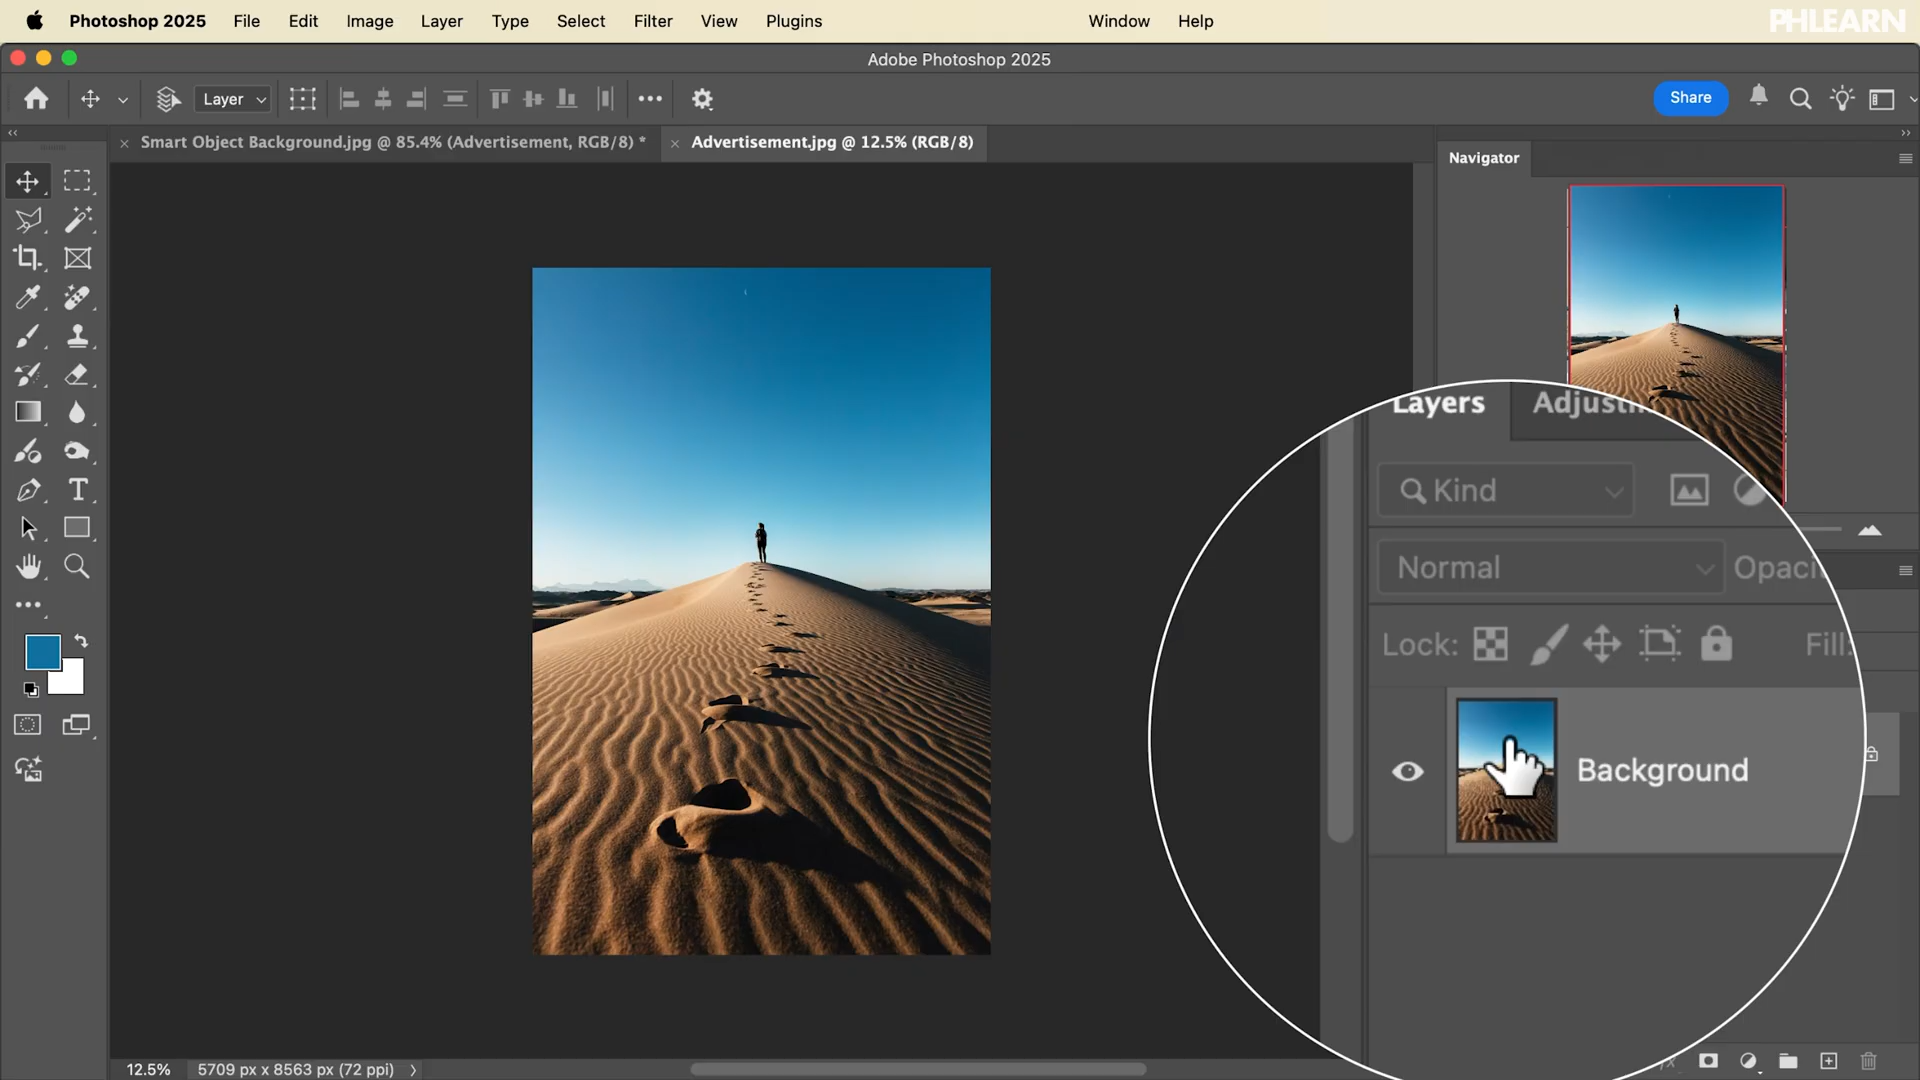 Photoshop 2025 File Edit Image Layer Type Select Filter View Plugins Window Help
PHLEARN
Adobe Photoshop 2025
Layer
Share
Smart Object Background.jpg @ 85.4% (Advertisement, RGB/8) *
Advertisement.jpg @ 12.5% (RGB/8)
Navigator
Layers
Kind
Normal
Lock:
Fill:
Background
12.5% 5709 px x 8563 px (72 ppi)